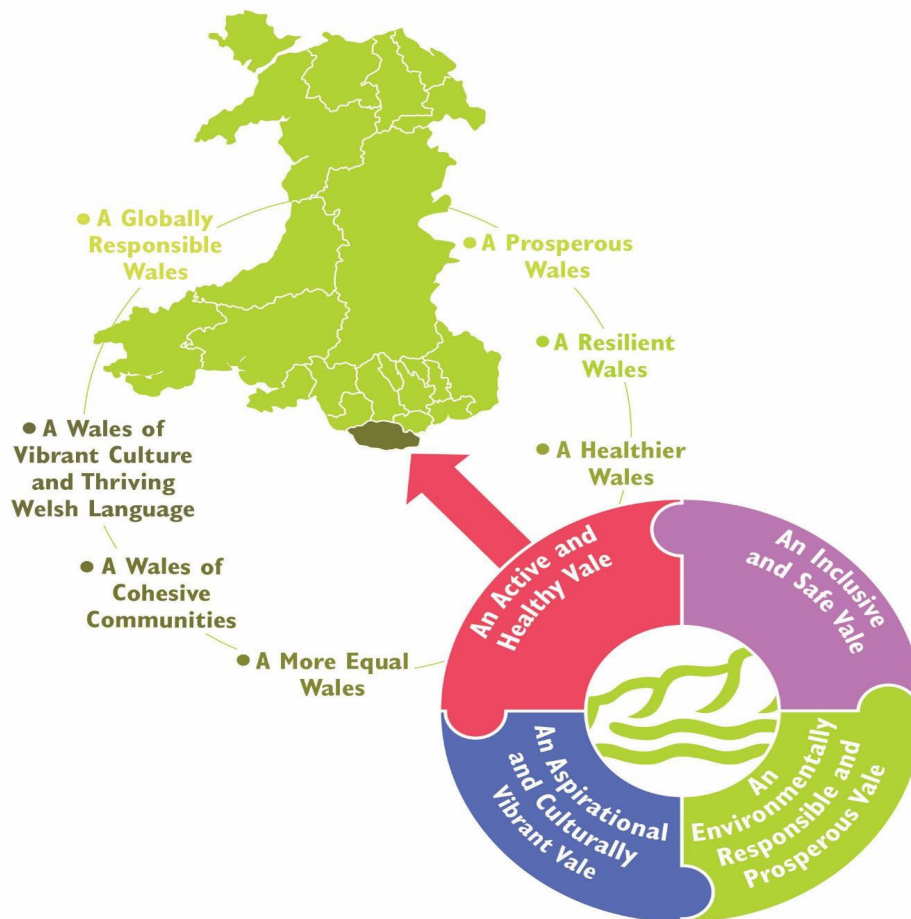 • A Globally
Responsible
Wales
• A Prosperous
Wales
• A Resilient
Wales
• A Healthier
Wales
• A Wales of
Vibrant Culture
and Thriving
Welsh Language
• A Wales of
Cohesive
Communities
• A More Equal
Wales
An Active and
Healthy Vale
An Inclusive
and Safe Vale
An Aspirational
and Culturally
Vibrant Vale
An
Environmentally
Responsible and
Prosperous Vale